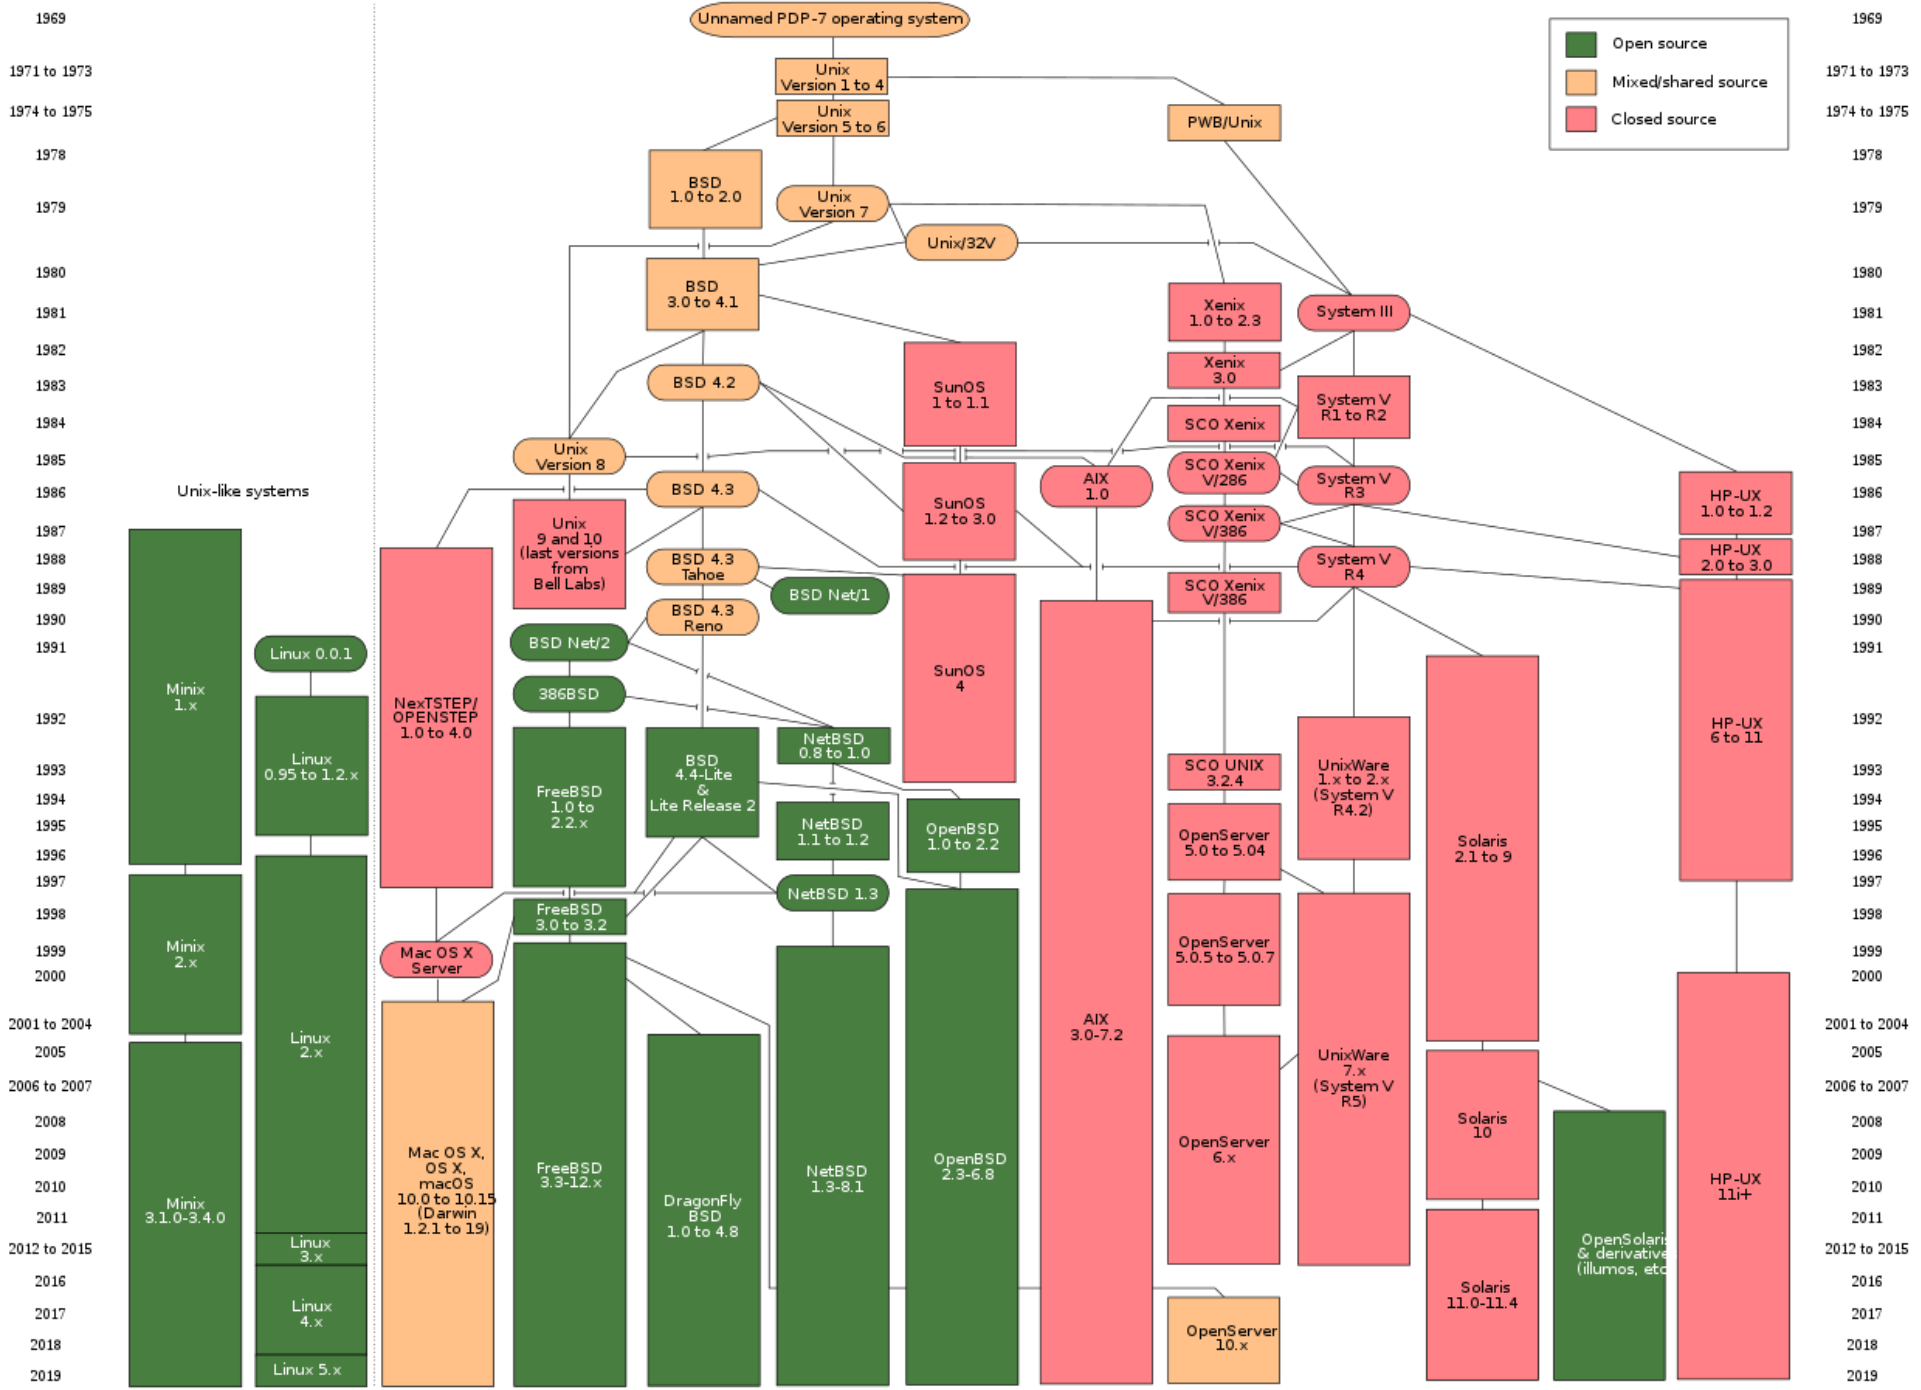 Unnamed PDP-7 operating system
Unix
Version 1 to 4
Unix
Version 5 to 6
PWB/Unix
BSD
1.0 to 2.0
Unix
Version 7
Unix/32V
BSD
3.0 to 4.1
Xenix
1.0 to 2.3
System III
SunOS
1 to 1.1
Xenix
3.0
BSD 4.2
System V
R1 to R2
SCO Xenix
Unix
Version 8
SCO Xenix
V/286
System V
R3
AIX
1.0
BSD 4.3
SunOS
1.2 to 3.0
HP-UX
1.0 to 1.2
Unix
9 and 10
(last versions
from
Bell Labs)
SCO Xenix
V/386
HP-UX
2.0 to 3.0
BSD 4.3
Tahoe
System V
R4
BSD Net/1
SCO Xenix
V/386
BSD 4.3
Reno
BSD Net/2
SunOS
4
386BSD
NexTSTEP/
OPENSTEP
1.0 to 4.0
HP-UX
6 to 11
NetBSD
0.8 to 1.0
BSD
4.4-Lite
&
Lite Release 2
SCO UNIX
3.2.4
UnixWare
1.x to 2.x
(System V
R4.2)
FreeBSD
1.0 to
2.2.x
NetBSD
1.1 to 1.2
OpenBSD
1.0 to 2.2
OpenServer
5.0 to 5.04
Solaris
2.1 to 9
NetBSD 1.3
FreeBSD
3.0 to 3.2
OpenServer
5.0.5 to 5.0.7
Mac OS X
Server
AIX
3.0-7.2
UnixWare
7.x
(System V
R5)
OpenServer
6.x
Solaris
10
Mac OS X,
OS X,
macOS
10.0 to 10.15
(Darwin
1.2.1 to 19)
FreeBSD
3.3-12.x
DragonFly
BSD
1.0 to 4.8
NetBSD
1.3-8.1
OpenBSD
2.3-6.8
HP-UX
11i+
OpenSolaris
& derivative
(illumos, etc
Solaris
11.0-11.4
OpenServer
10.x
Unix-like systems
Minix
1.x
Minix
2.x
Minix
3.1.0-3.4.0
Linux 0.0.1
Linux
0.95 to 1.2.x
Linux
2.x
Linux
3.x
Linux
4.x
Linux 5.x
Open source
Mixed/shared source
Closed source
1969
1971 to 1973
1974 to 1975
1978
1979
1980
1981
1982
1983
1984
1985
1986
1987
1988
1989
1990
1991
1992
1993
1994
1995
1996
1997
1998
1999
2000
2001 to 2004
2005
2006 to 2007
2008
2009
2010
2011
2012 to 2015
2016
2017
2018
2019
1969
1971 to 1973
1974 to 1975
1978
1979
1980
1981
1982
1983
1984
1985
1986
1987
1988
1989
1990
1991
1992
1993
1994
1995
1996
1997
1998
1999
2000
2001 to 2004
2005
2006 to 2007
2008
2009
2010
2011
2012 to 2015
2016
2017
2018
2019